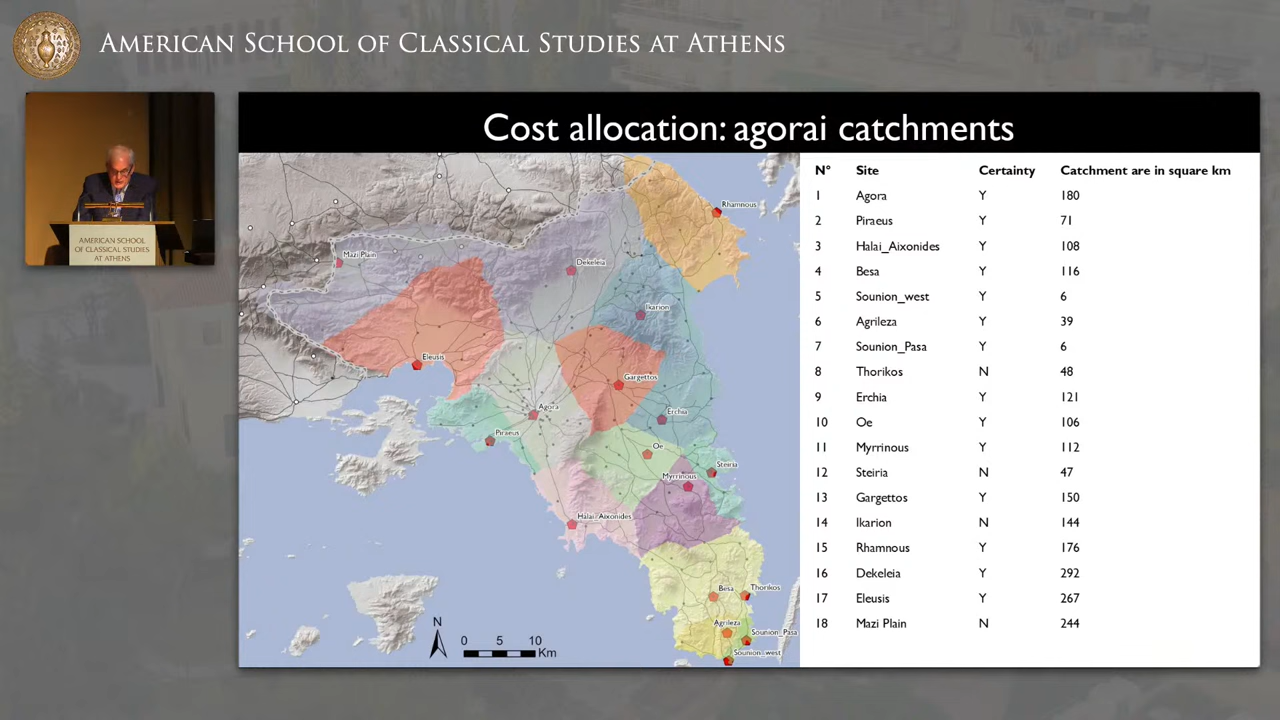 AMERICAN SCHOOL OF CLASSICAL STUDIES AT ATHENS
AMERICAN SCHOOL
OF CLASSICAL STUDIES
AT ATHENS
Cost allocation: agorai catchments
Rhamnous
Mazi Plain
Dekeleia
Ikarion
Eleusis
Gargettos
Agora
Erchia
Piraeus
Oe
Steiria
Myrrinous
Halai_Aixonides
Besa
Thorikos
Agrileza
Sounion_Pasa
Sounion_west
N
0 5 10
Km
N° Site Certainty Catchment are in square km
1 Agora Y 180
2 Piraeus Y 71
3 Halai_Aixonides Y 108
4 Besa Y 116
5 Sounion_west Y 6
6 Agrileza Y 39
7 Sounion_Pasa Y 6
8 Thorikos N 48
9 Erchia Y 121
10 Oe Y 106
11 Myrrinous Y 112
12 Steiria N 47
13 Gargettos Y 150
14 Ikarion N 144
15 Rhamnous Y 176
16 Dekeleia Y 292
17 Eleusis Y 267
18 Mazi Plain N 244